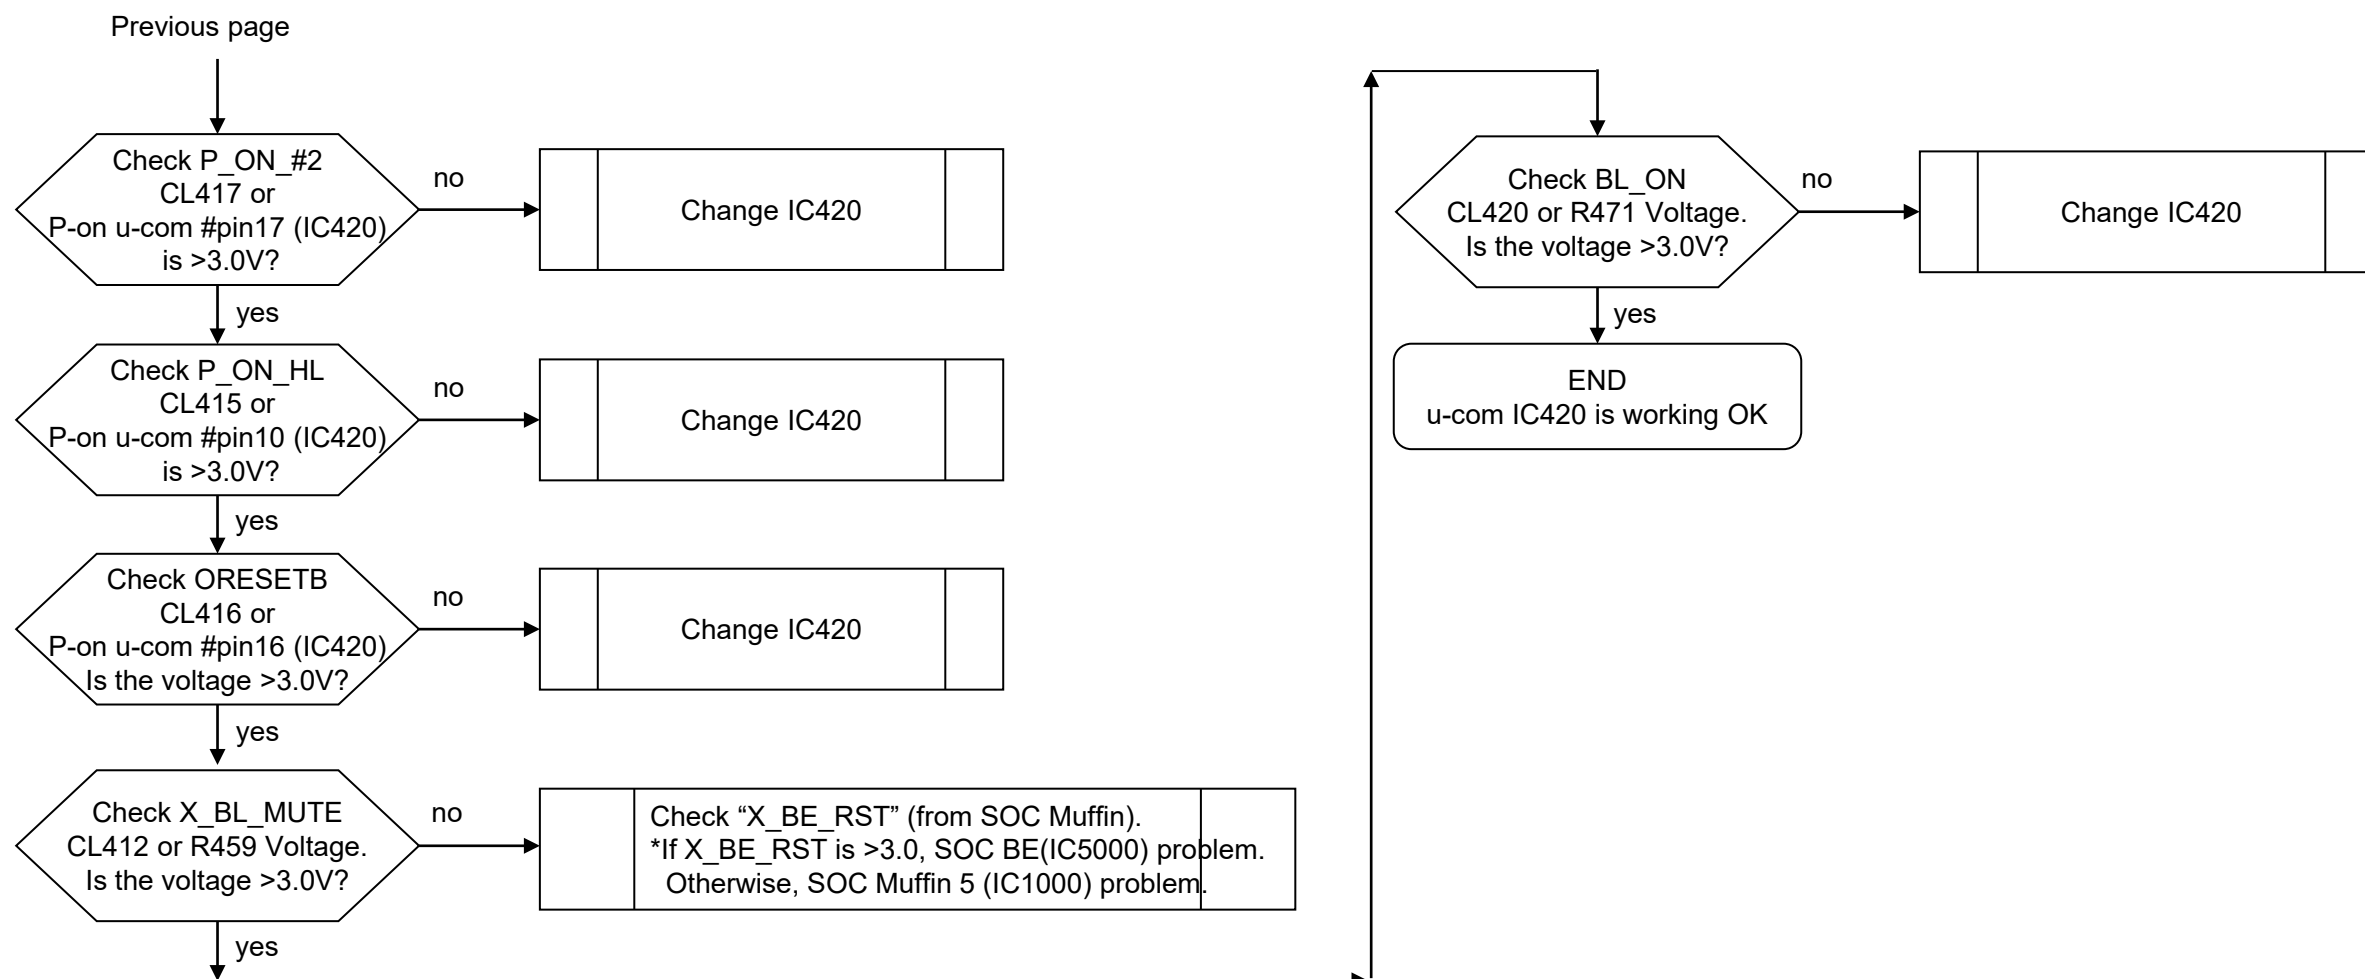 Previous page
Check P_ON_#2
CL417 or
P-on u-com #pin17 (IC420)
is >3.0V?
no
Change IC420
yes
Check P_ON_HL
CL415 or
P-on u-com #pin10 (IC420)
is >3.0V?
no
Change IC420
yes
Check ORESETB
CL416 or
P-on u-com #pin16 (IC420)
Is the voltage >3.0V?
no
Change IC420
yes
Check X_BL_MUTE
CL412 or R459 Voltage.
Is the voltage >3.0V?
no
Check “X_BE_RST” (from SOC Muffin).
*If X_BE_RST is >3.0, SOC BE(IC5000) problem.
Otherwise, SOC Muffin 5 (IC1000) problem.
yes
Check BL_ON
CL420 or R471 Voltage.
Is the voltage >3.0V?
no
Change IC420
yes
END
u-com IC420 is working OK